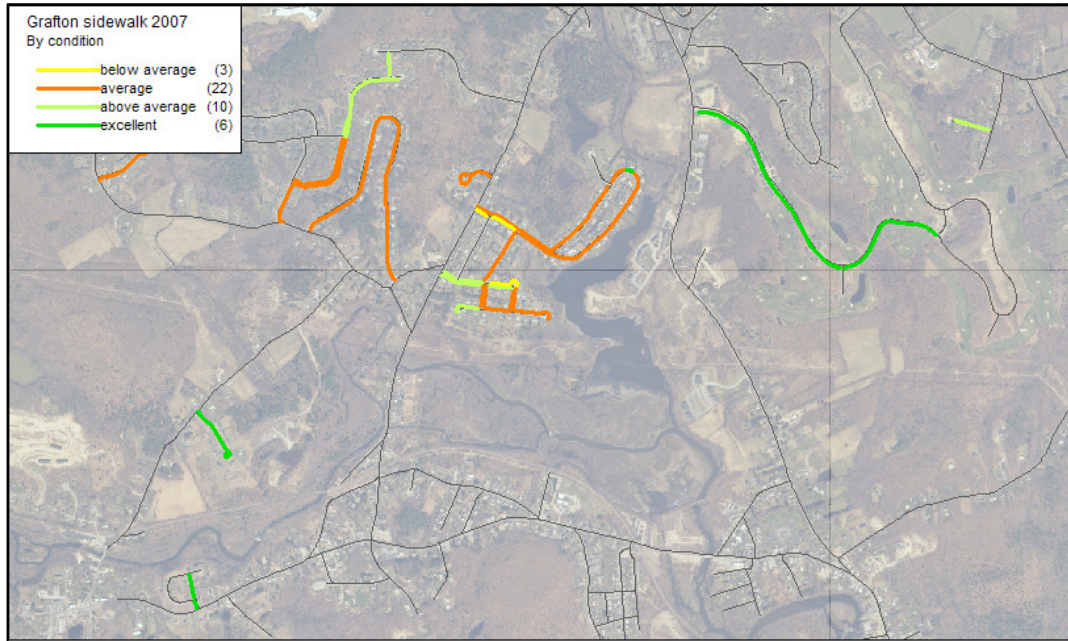 Grafton sidewalk 2007
By condition
below average (3)
average (22)
above average (10)
excellent (6)